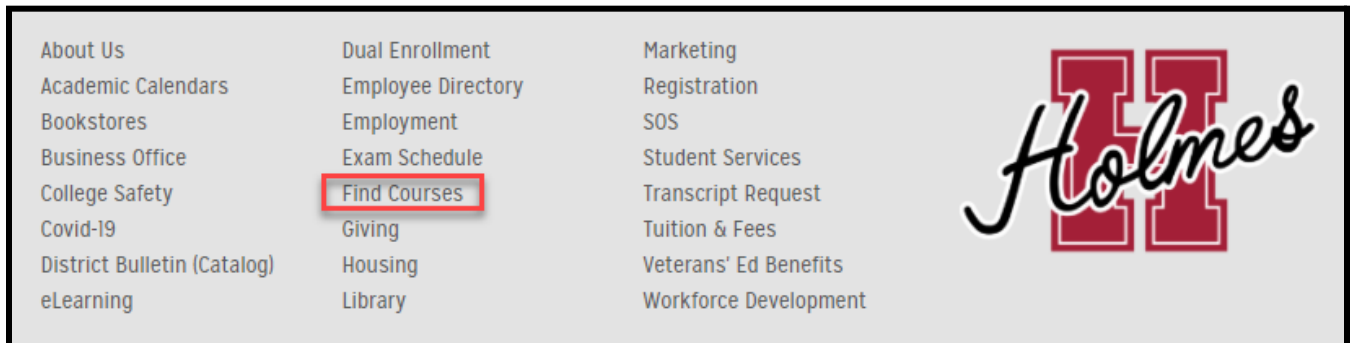 About Us
Academic Calendars
Bookstores
Business Office
College Safety
Covid-19
District Bulletin (Catalog)
eLearning
Dual Enrollment
Employee Directory
Employment
Exam Schedule
Find Courses
Giving
Housing
Library
Marketing
Registration
SOS
Student Services
Transcript Request
Tuition & Fees
Veterans' Ed Benefits
Workforce Development
H
Holmes